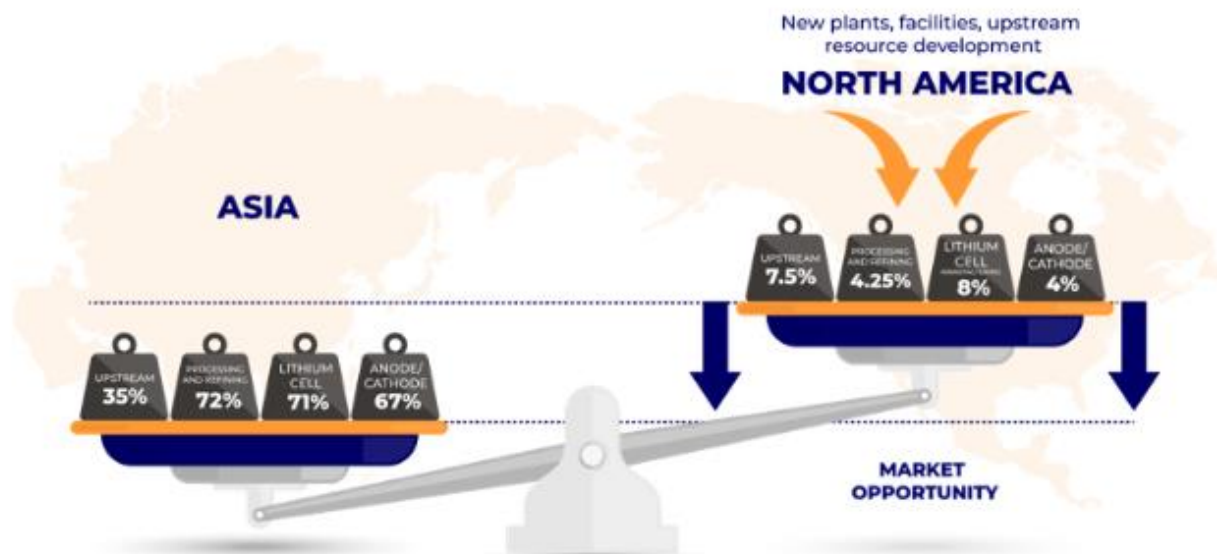 New plants, facilities, upstream
resource development
NORTH AMERICA
ASIA
UPSTREAM
7.5%
PROCESSING
AND REFINING
4.25%
LITHIUM
CELL
MANUFACTURING
8%
ANODE/
CATHODE
4%
UPSTREAM
35%
PROCESSING
AND REFINING
72%
LITHIUM
CELL
71%
ANODE/
CATHODE
67%
MARKET
OPPORTUNITY